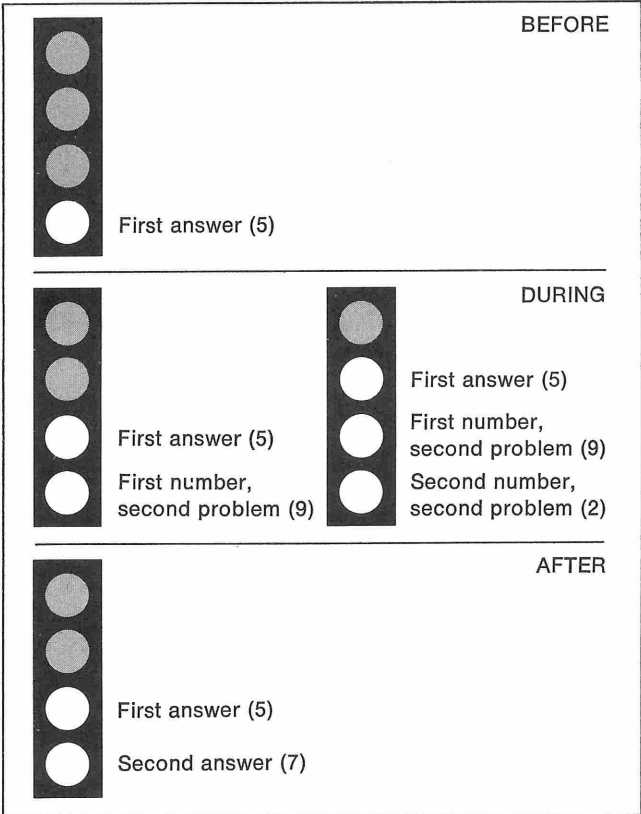 BEFORE
First answer (5)
DURING
First answer (5)
First number,
second problem (9)
First answer (5)
First number,
second problem (9)
Second number,
second problem (2)
AFTER
First answer (5)
Second answer (7)